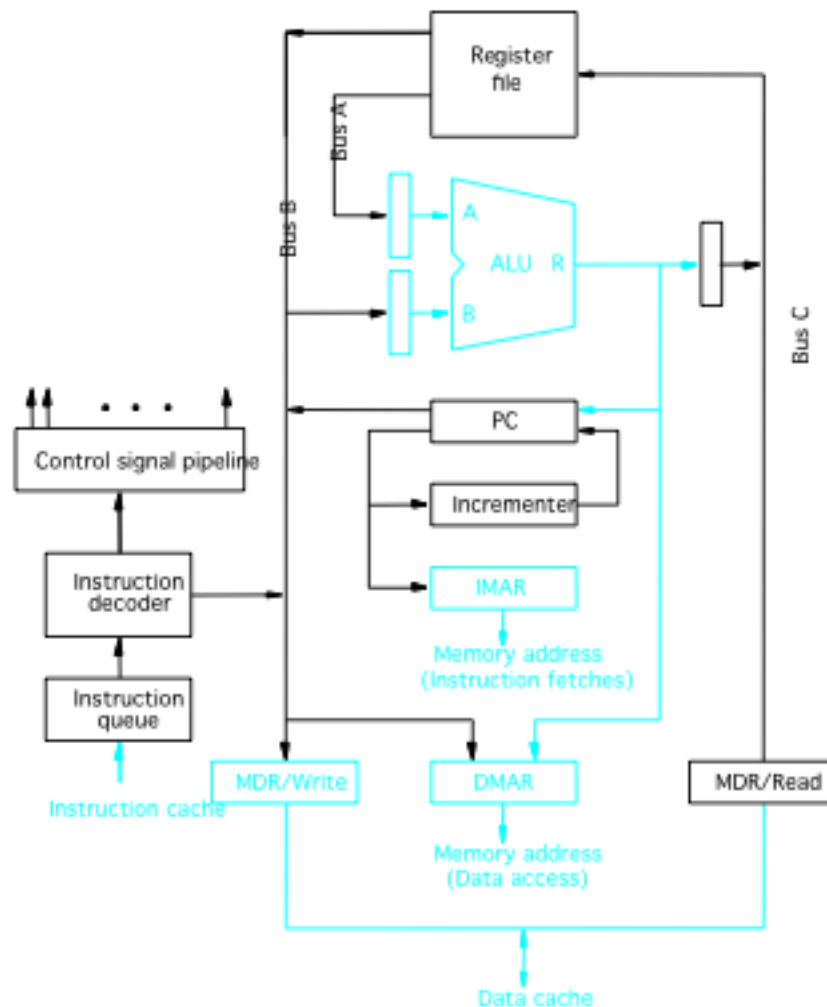 Register
file
Bus A
Bus B
A
ALU R
B
Bus C
PC
Control signal pipeline
Incrementer
Instruction
decoder
IMAR
Memory address
(Instruction fetches)
Instruction
queue
MDR/Write
DMAR
MDR/Read
Instruction cache
Memory address
(Data access)
Data cache